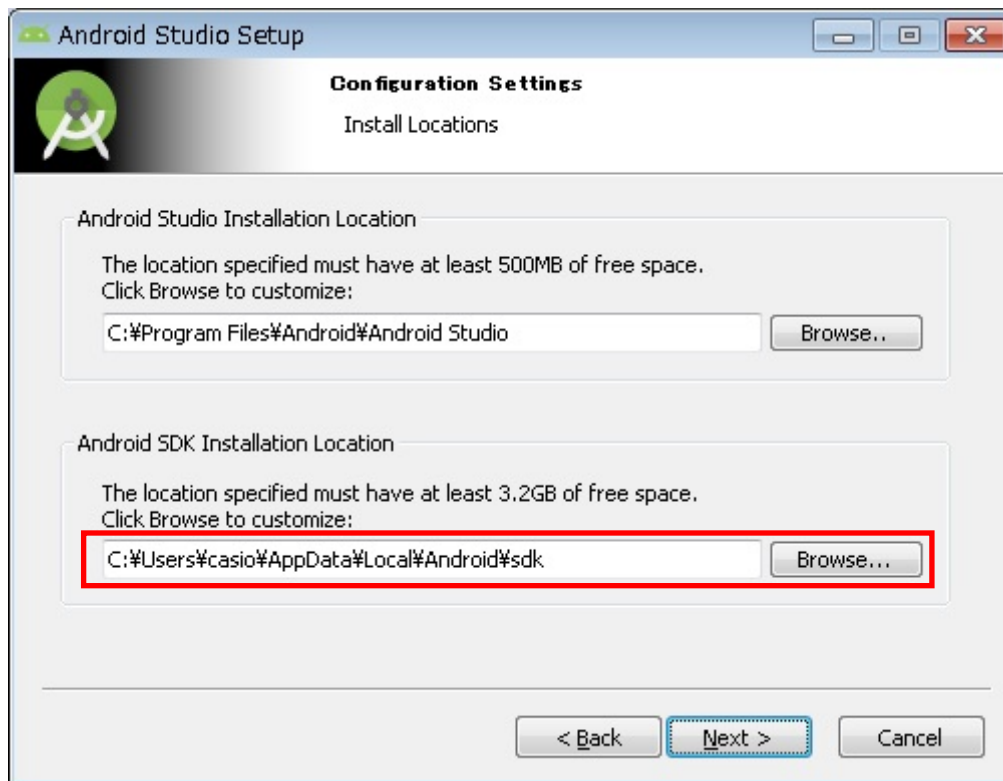 Android Studio Setup
Configuration Settings
Install Locations
Android Studio Installation Location
The location specified must have at least 500MB of free space.
Click Browse to customize:
C:¥Program Files¥Android¥Android Studio
Browse..
Android SDK Installation Location
The location specified must have at least 3.2GB of free space.
Click Browse to customize:
C:¥Users¥casio¥AppData¥Local¥Android¥sdk
Browse...
< Back
Next >
Cancel